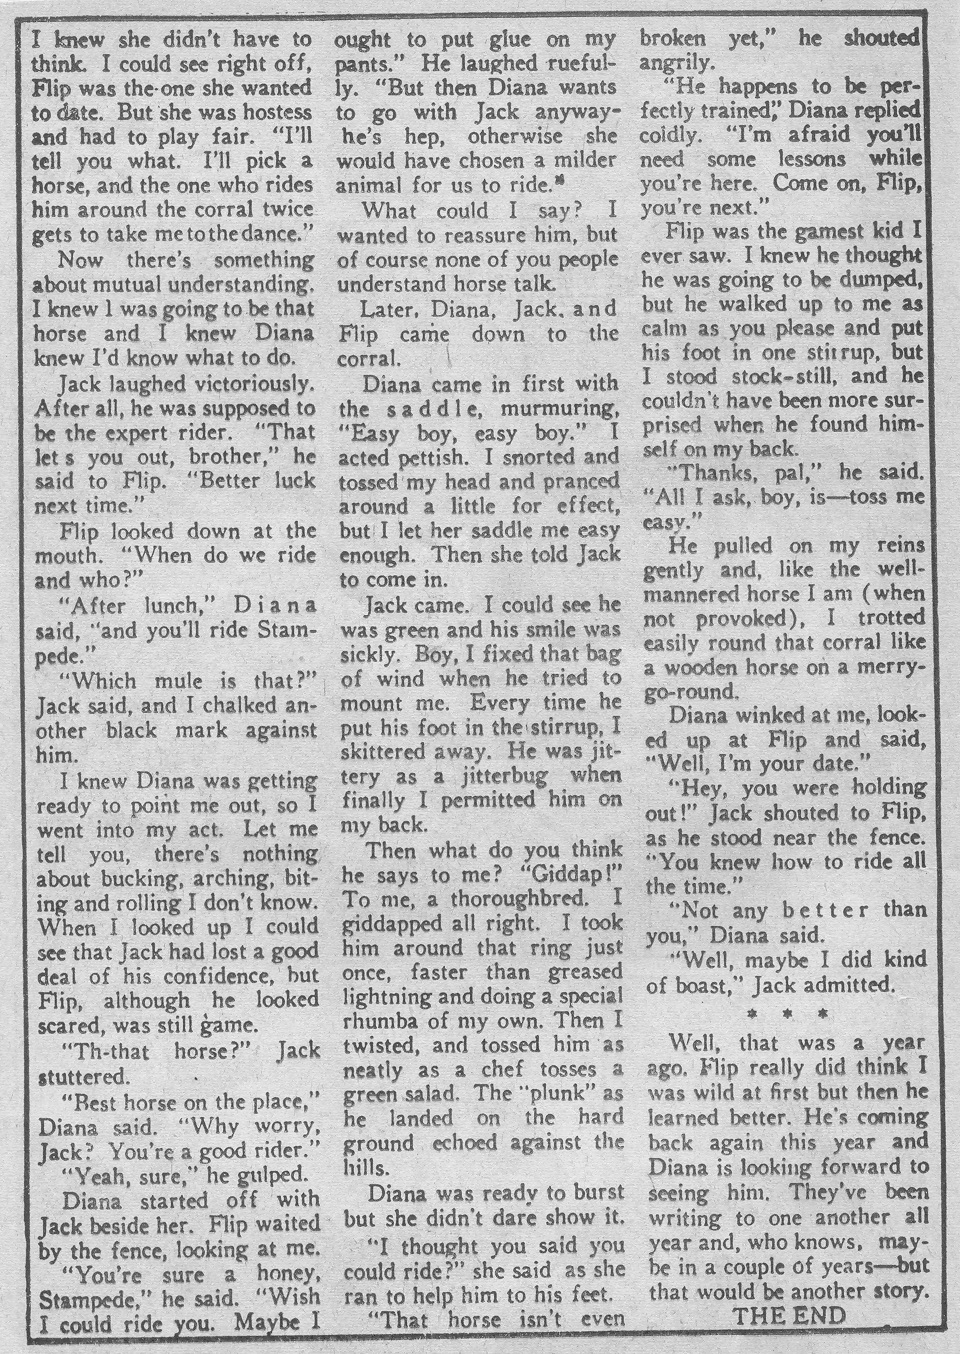 I knew she didn't have to
think. I could see right off,
Flip was the one she wanted
to date. But she was hostess
and had to play fair. "I'll
tell you what. I'll pick a
horse, and the one who rides
him around the corral twice
gets to take me to the dance."
Now there's something
about mutual understanding.
I knew I was going to be that
horse and I knew Diana
knew I'd know what to do.
Jack laughed victoriously.
After all, he was supposed to
be the expert rider. "That
lets you out, brother," he
said to Flip. "Better luck
next time."
Flip looked down at the
mouth. "When do we ride
and who?"
"After lunch," Diana
said, "and you'll ride Stam-
pede."
"Which mule is that?"
Jack said, and I chalked an-
other black mark against
him.
I knew Diana was getting
ready to point me out, so I
went into my act. Let me
tell you, there's nothing
about bucking, arching, bit-
ing and rolling I don't know.
When I looked up I could
see that Jack had lost a good
deal of his confidence, but
Flip, although he looked
scared, was still game.
"Th-that horse?" Jack
stuttered.
"Best horse on the place,"
Diana said. "Why worry,
Jack? You're a good rider."
"Yeah, sure," he gulped.
Diana started off with
Jack beside her. Flip waited
by the fence, looking at me.
"You're sure a honey,
Stampede," he said. "Wish
I could ride you. Maybe I
ought to put glue on my
pants." He laughed rueful-
ly. "But then Diana wants
to go with Jack anyway-
he's hep, otherwise she
would have chosen a milder
animal for us to ride."
What could I say? I
wanted to reassure him, but
of course none of you people
understand horse talk.
Later, Diana, Jack, and
Flip came down to the
corral.
Diana came in first with
the saddle, murmuring,
"Easy boy, easy boy." I
acted pettish. I snorted and
tossed my head and pranced
around a little for effect,
but I let her saddle me easy
enough. Then she told Jack
to come in.
Jack came. I could see he
was green and his smile was
sickly. Boy, I fixed that bag
of wind when he tried to
mount me. Every time he
put his foot in the stirrup, I
skittered away. He was jit-
tery as a jitterbug when
finally I permitted him on
my back.
Then what do you think
he says to me? "Giddap!"
To me, a thoroughbred. I
giddapped all right. I took
him around that ring just
once, faster than greased
lightning and doing a special
rhumba of my own. Then I
twisted, and tossed him as
neatly as a chef tosses a
green salad. The "plunk" as
he landed on the hard
ground echoed against the
hills.
Diana was ready to burst
but she didn't dare show it.
"I thought you said you
could ride?" she said as she
ran to help him to his feet.
"That horse isn't even
broken yet," he shouted
angrily.
"He happens to be per-
fectly trained," Diana replied
coldly. "I'm afraid you'll
need some lessons while
you're here. Come on, Flip,
you're next."
Flip was the gamest kid I
ever saw. I knew he thought
he was going to be dumped,
but he walked up to me as
calm as you please and put
his foot in one stirrup, but
I stood stock-still, and he
couldn't have been more sur-
prised when he found him-
self on my back.
"Thanks, pal," he said.
"All I ask, boy, is—toss me
easy."
He pulled on my reins
gently and, like the well-
mannered horse I am (when
not provoked), I trotted
easily round that corral like
a wooden horse on a merry-
go-round.
Diana winked at me, look-
ed up at Flip and said,
"Well, I'm your date."
"Hey, you were holding
out!" Jack shouted to Flip,
as he stood near the fence.
"You knew how to ride all
the time."
"Not any better than
you," Diana said.
"Well, maybe I did kind
of boast," Jack admitted.
* * *
Well, that was a year
ago. Flip really did think I
was wild at first but then he
learned better. He's coming
back again this year and
Diana is looking forward to
seeing him. They've been
writing to one another all
year and, who knows, may-
be in a couple of years—but
that would be another story.
THE END